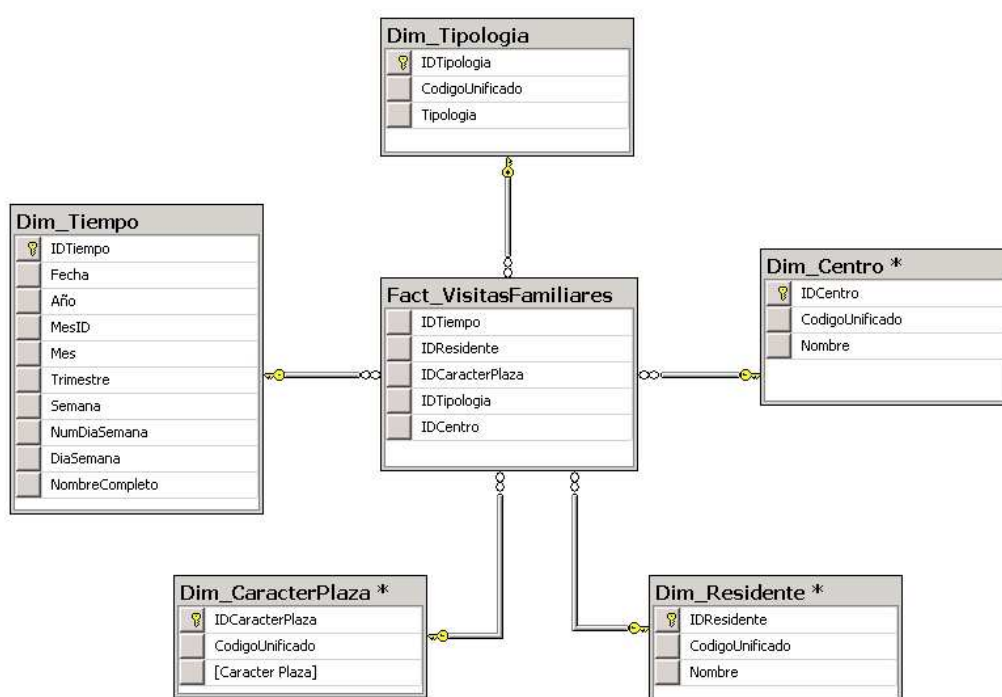 Dim_Tipologia
IDTipologia
CodigoUnificado
Tipologia
Dim_Tiempo
IDTiempo
Fecha
Año
MesID
Mes
Trimestre
Semana
NumDiaSemana
DiaSemana
NombreCompleto
Fact_VisitasFamiliares
IDTiempo
IDResidente
IDCaracterPlaza
IDTipologia
IDCentro
Dim_Centro *
IDCentro
CodigoUnificado
Nombre
Dim_CaracterPlaza *
IDCaracterPlaza
CodigoUnificado
[Caracter Plaza]
Dim_Residente *
IDResidente
CodigoUnificado
Nombre